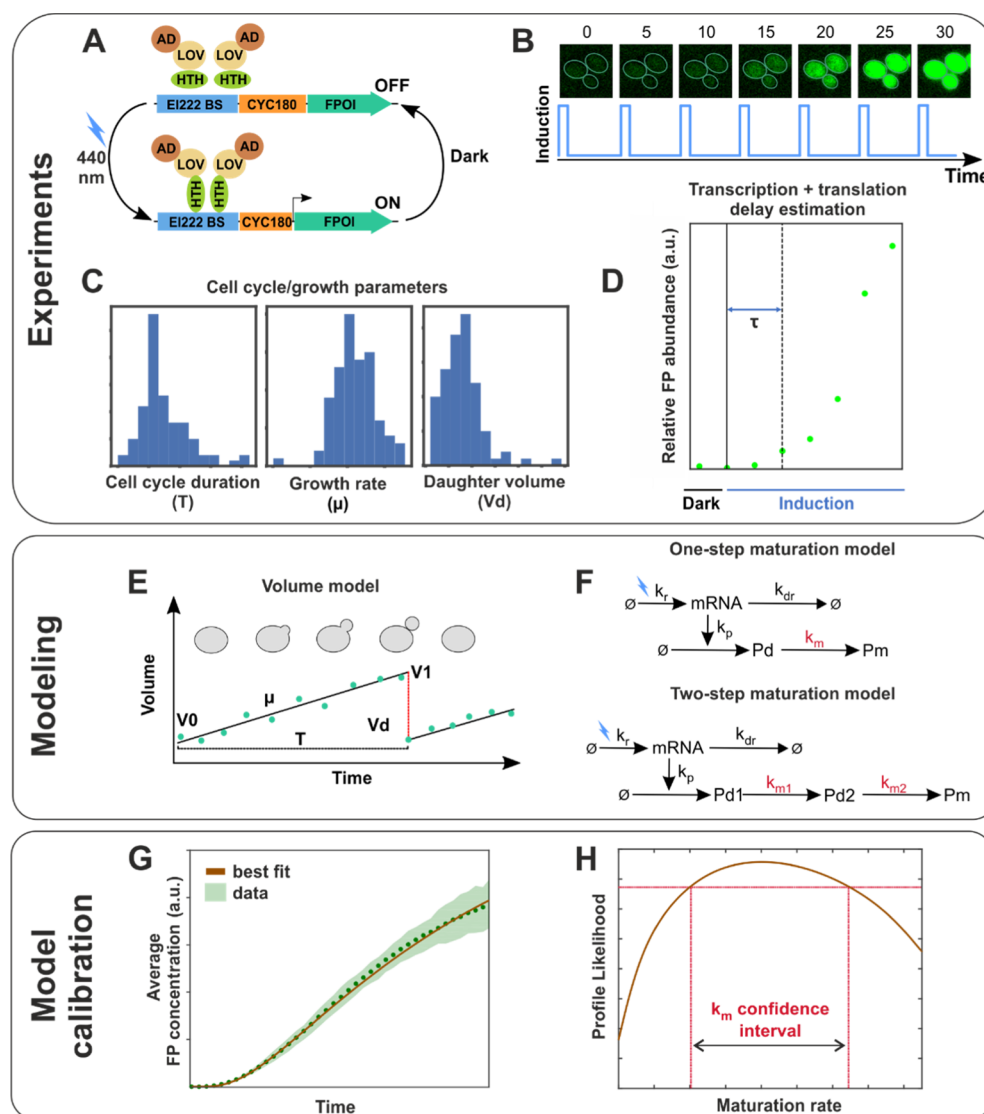 Experiments
A
AD
AD
LOV
LOV
HTH
HTH
OFF
EI222 BS
CYC180
FPOI
440
nm
Dark
AD
AD
LOV
LOV
HTH
HTH
ON
EI222 BS
CYC180
FPOI
B
0 5 10 15 20 25 30
Induction
Time
C
Cell cycle/growth parameters
Cell cycle duration
(T)
Growth rate
(μ)
Daughter volume
(Vd)
Transcription + translation
delay estimation
D
Relative FP abundance (a.u.)
τ
Dark
Induction
Modeling
E
Volume model
Volume
V0
μ
V1
Vd
T
Time
F
One-step maturation model
Ø kr mRNA kdr Ø
kp
Ø Pd km Pm
Two-step maturation model
Ø kr mRNA kdr Ø
kp
Ø Pd1 km1 Pd2 km2 Pm
Model
calibration
G
best fit
data
Average
FP concentration (a.u.)
Time
H
Profile Likelihood
km confidence
interval
Maturation rate